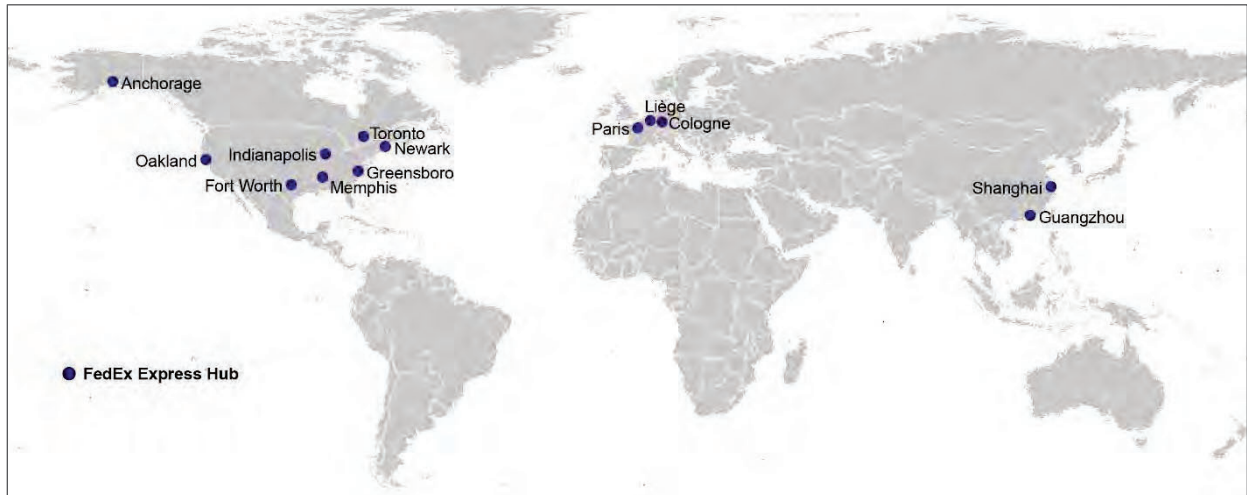 Anchorage
Liège
Cologne
Paris
Toronto
Newark
Indianapolis
Oakland
Greensboro
Fort Worth
Memphis
Shanghai
Guangzhou
FedEx Express Hub